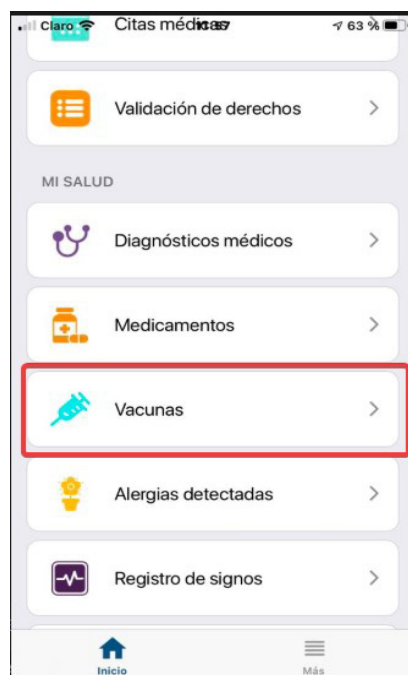 Claro 63 %
Citas médicas
Validación de derechos
MI SALUD
Diagnósticos médicos
Medicamentos
Vacunas
Alergias detectadas
Registro de signos
Inicio
Más